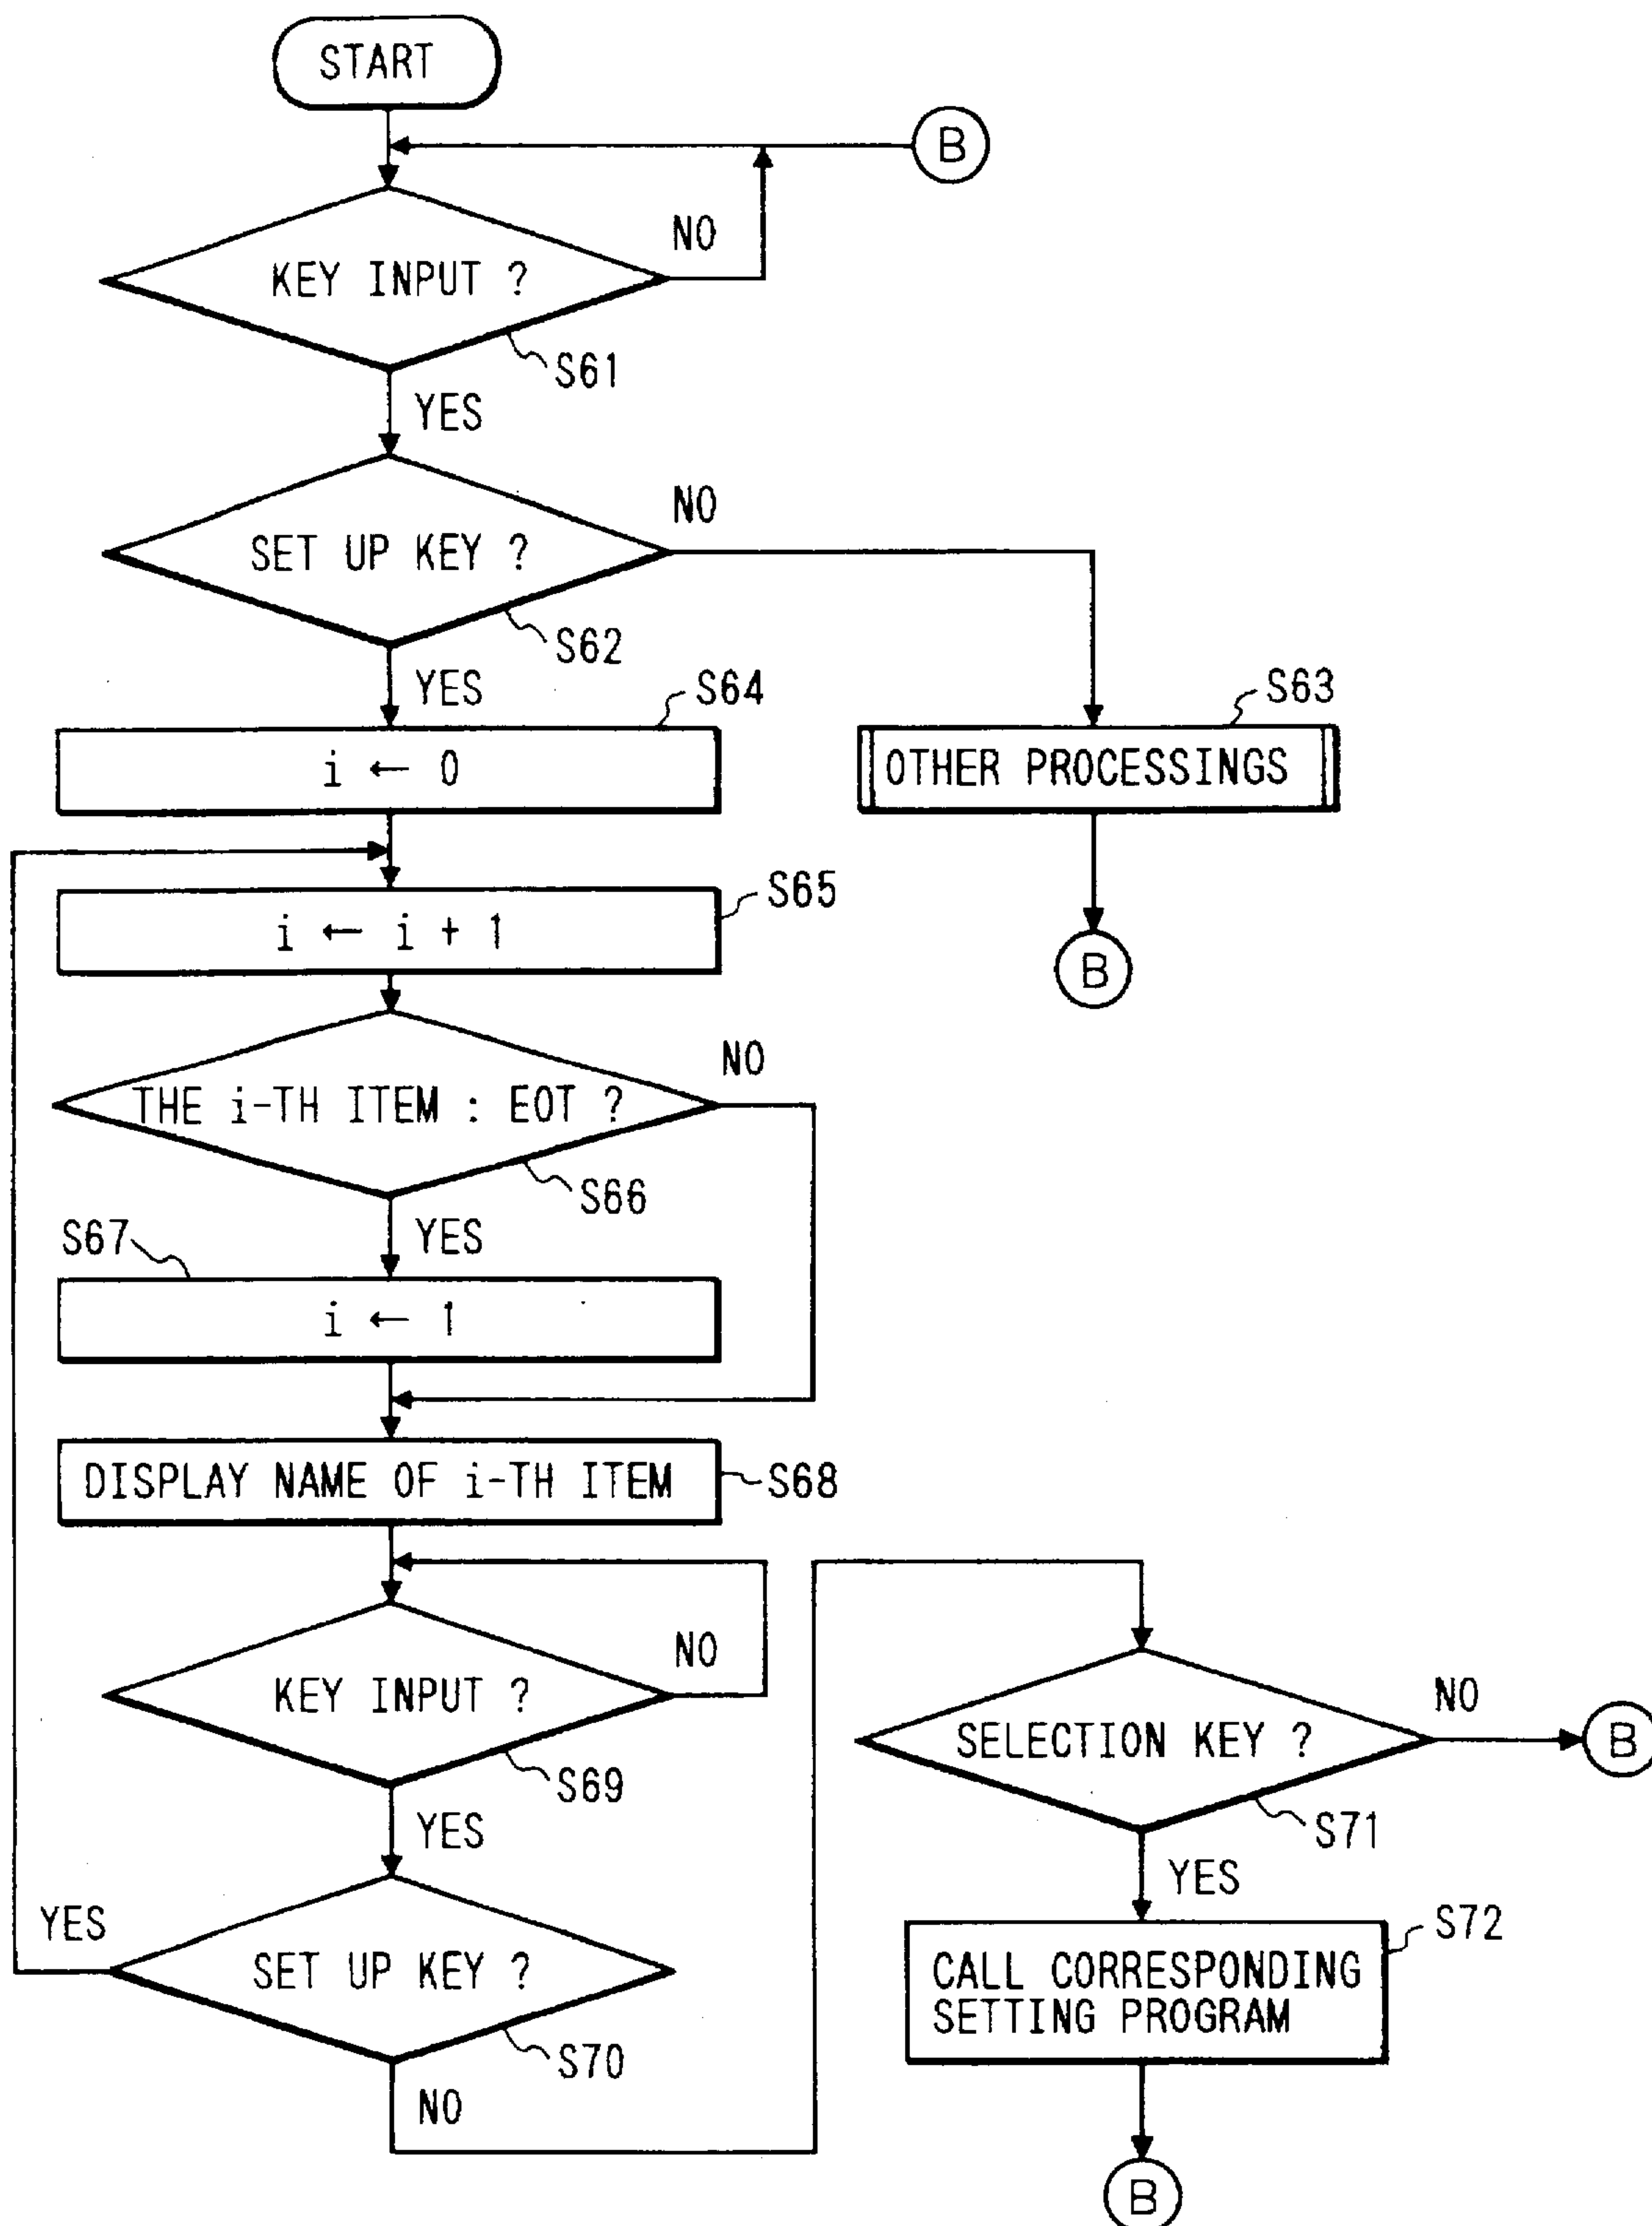 START
B
NO
KEY INPUT ?
S61
YES
NO
SET UP KEY ?
S62
YES
S64
S63
i ← 0
OTHER PROCESSINGS
S65
i ← i + 1
B
NO
THE i-TH ITEM : EOT ?
S66
S67
YES
i ← 1
DISPLAY NAME OF i-TH ITEM
S68
NO
KEY INPUT ?
NO
SELECTION KEY ?
B
S69
S71
YES
YES
YES
S72
SET UP KEY ?
CALL CORRESPONDING
SETTING PROGRAM
S70
NO
B